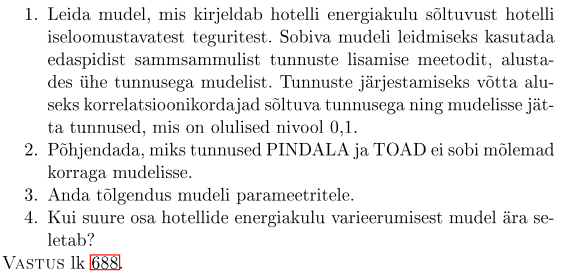 1. Leida mudel, mis kirjeldab hotelli energiakulu sõltuvust hotelli
iseloomustavatest teguritest. Sobiva mudeli leidmiseks kasutada
edaspidist sammsammulist tunnuste lisamise meetodit, alusta-
des ühe tunnusega mudelist. Tunnuste järjestamiseks võtta alu-
seks korrelatsioonikordajad sõltuva tunnusega ning mudelisse jät-
ta tunnused, mis on olulised nivool 0,1.
2. Põhjendada, miks tunnused PINDALA ja TOAD ei sobi mõlemad
korraga mudelisse.
3. Anda tõlgendus mudeli parameetritele.
4. Kui suure osa hotellide energiakulu varieerumisest mudel ära se-
letab?
VASTUS lk 688.